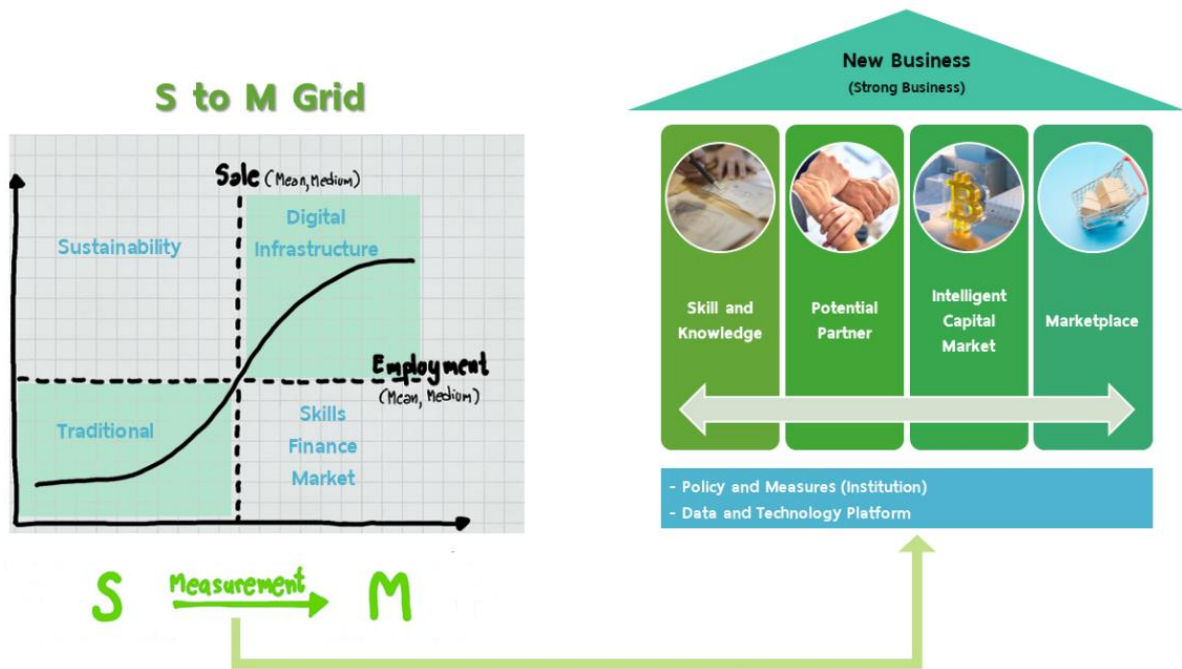 S to M Grid
Sale (Mean, Medium)
Sustainability
Digital
Infrastructure
Employment
(Mean, Medium)
Traditional
Skills
Finance
Market
S Measurement M
New Business
(Strong Business)
Skill and
Knowledge
Potential
Partner
Intelligent
Capital
Market
Marketplace
- Policy and Measures (Institution)
- Data and Technology Platform